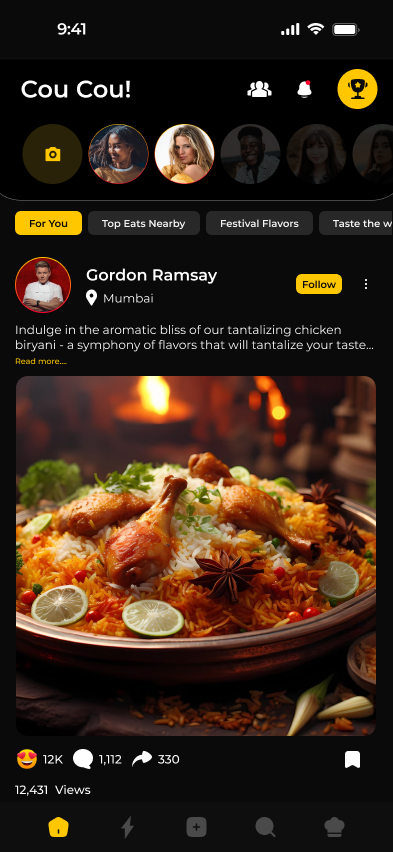 9:41
Cou Cou!
For You
Top Eats Nearby
Festival Flavors
Taste the w
Gordon Ramsay
Follow
Mumbai
Indulge in the aromatic bliss of our tantalizing chicken
biryani - a symphony of flavors that will tantalize your taste...
Read more....
12K
1,112
330
12,431 Views